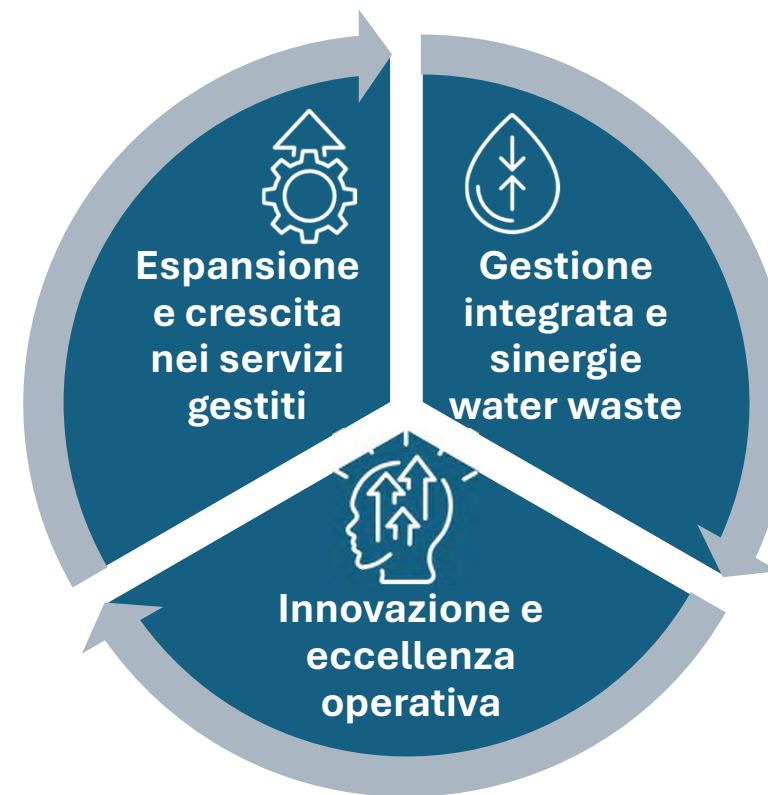 Espansione
e crescita
nei servizi
gestiti
Gestione
integrata e
sinergie
water waste
Innovazione e
eccellenza
operativa